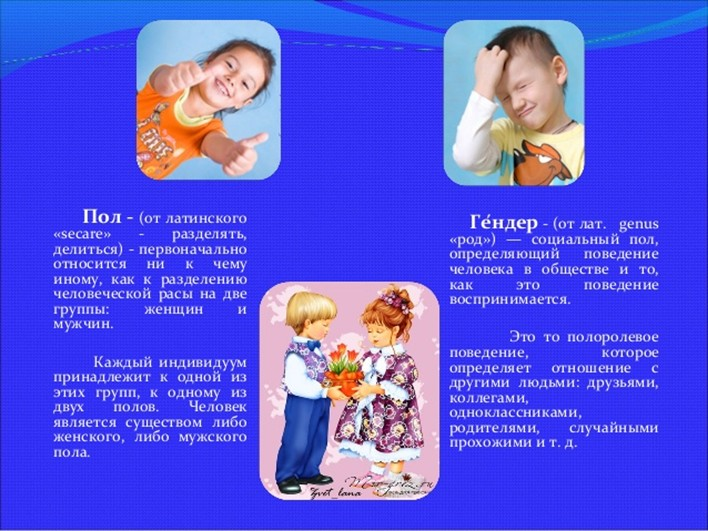 Пол - (от латинского
«secare» - разделять,
делиться) - первоначально
относится ни к чему
иному, как к разделению
человеческой расы на две
группы: женщин и
мужчин.
Каждый индивидуум
принадлежит к одной из
этих групп, к одному из
двух полов. Человек
является существом либо
женского, либо мужского
пола.
Ге́ндер - (от лат. genus
«род») — социальный пол,
определяющий поведение
человека в обществе и то,
как это поведение
воспринимается.
Это то полоролевое
поведение, которое
определяет отношение с
другими людьми: друзьями,
коллегами,
одноклассниками,
родителями, случайными
прохожими и т. д.
Zvet_lana